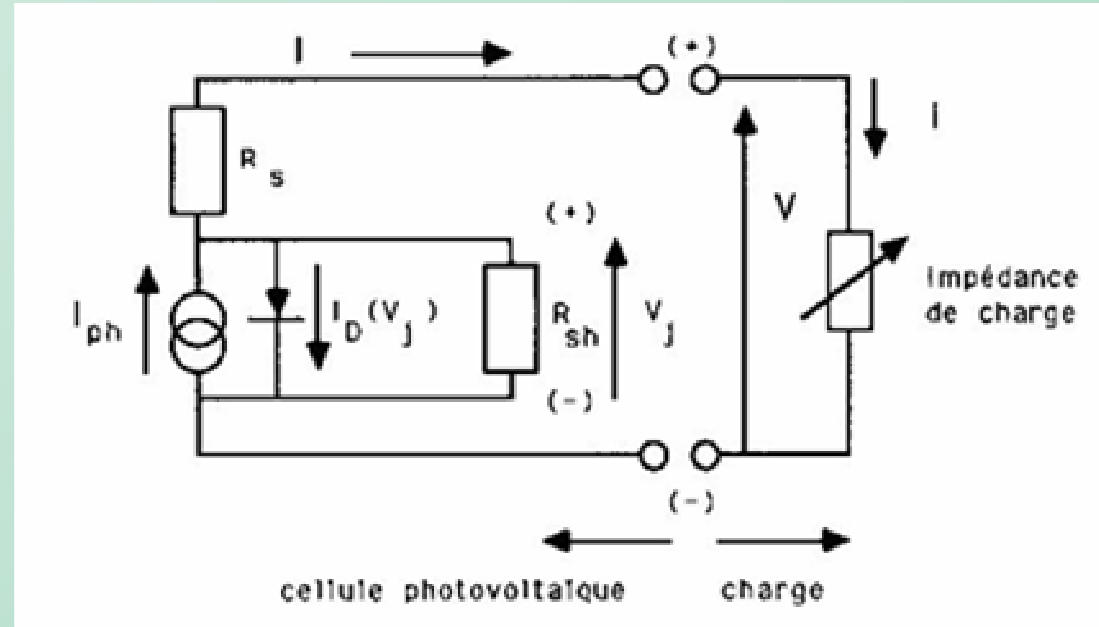 I
(+)
I
R s
(+)
V
I ph
I D (V j )
R sh
V j
Impédance
de charge
(-)
(-)
cellule photovoltaïque
charge